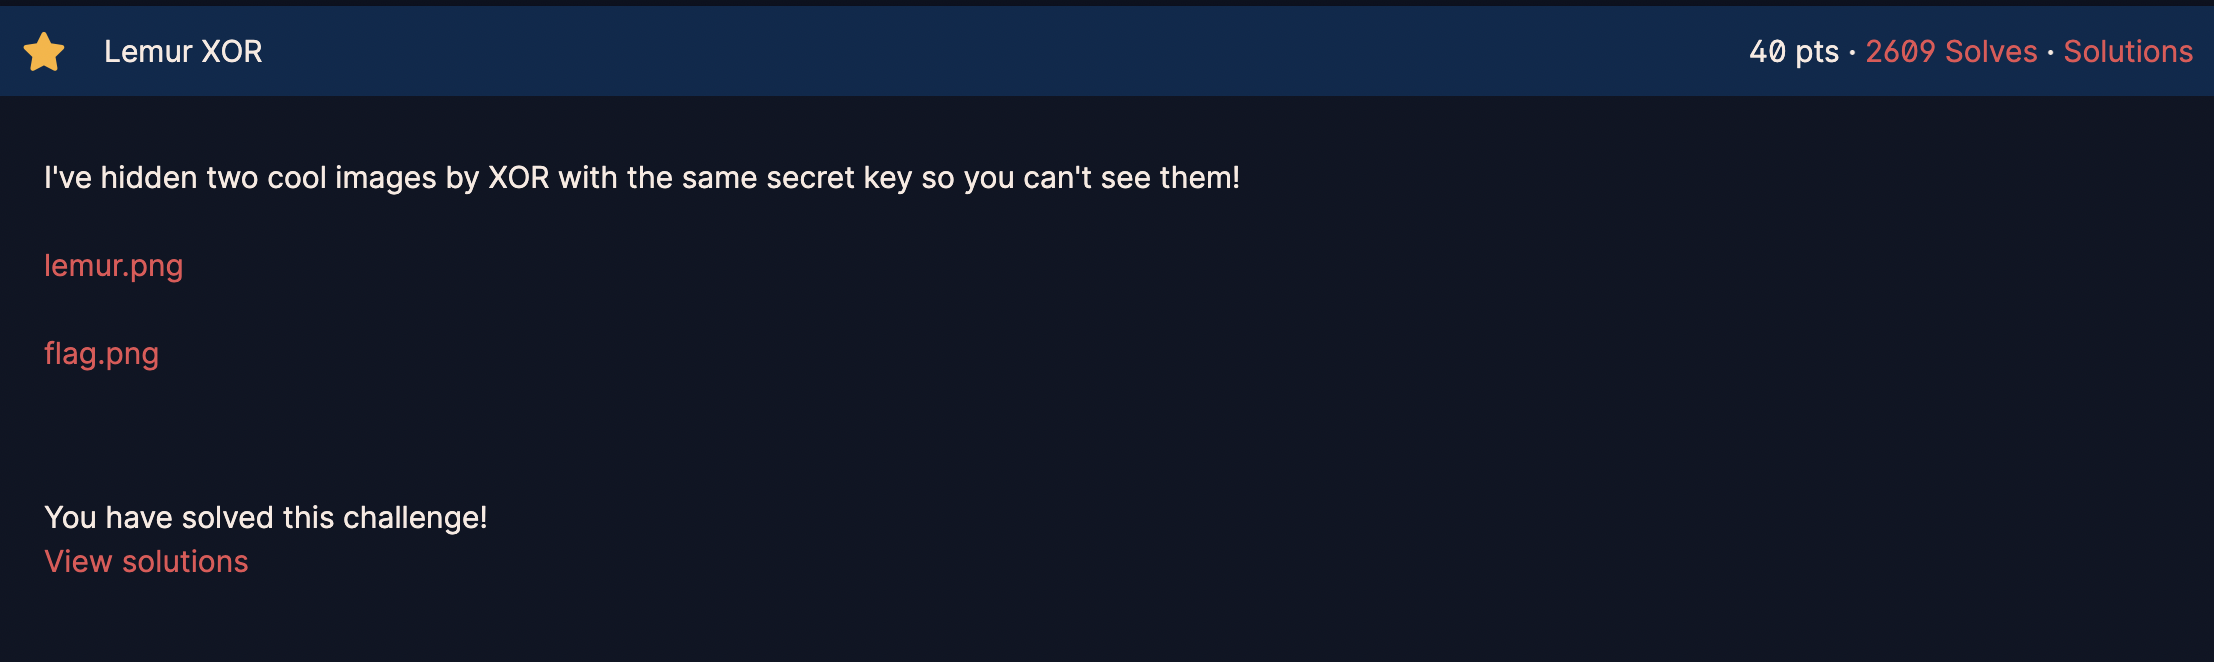 Lemur XOR 40 pts · 2609 Solves · Solutions
I've hidden two cool images by XOR with the same secret key so you can't see them!
lemur.png
flag.png
You have solved this challenge!
View solutions